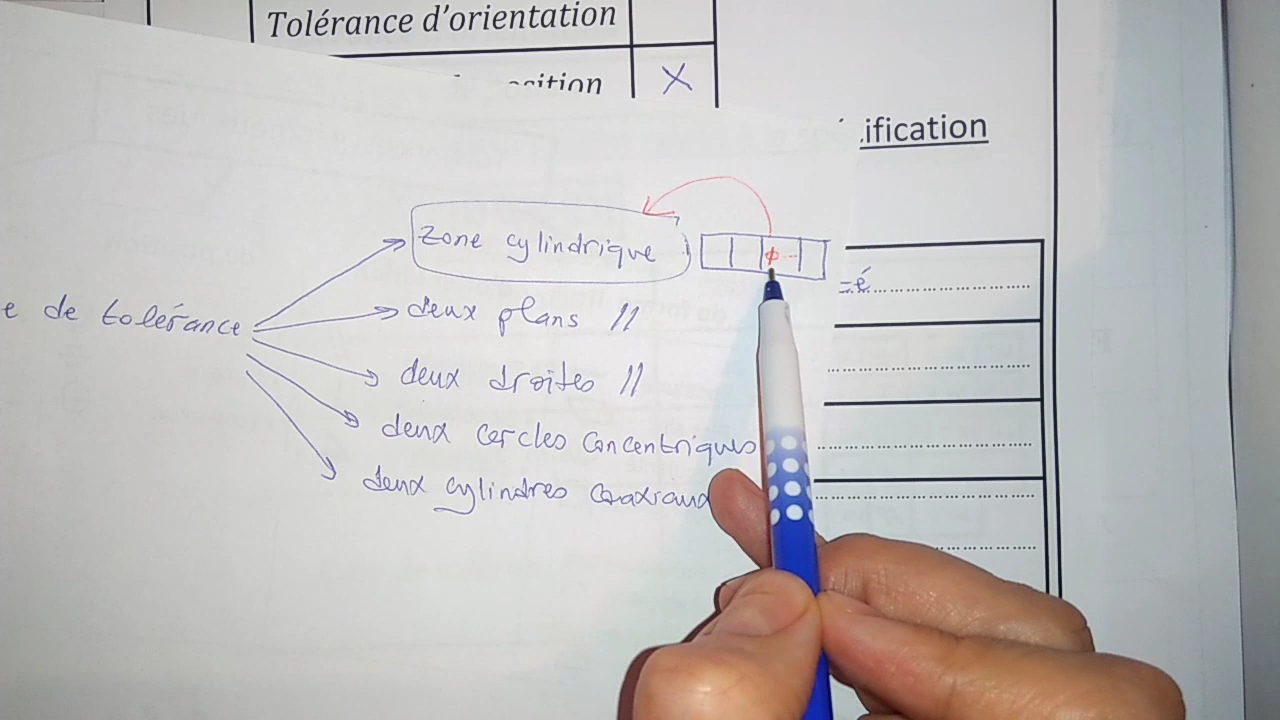 Tolérance d'orientation
X
.ification
zone cylindrique
ϕ...
=é
deux plans //
e de tolérance
deux droites //
deux cercles concentriques
deux cylindres coaxiaux